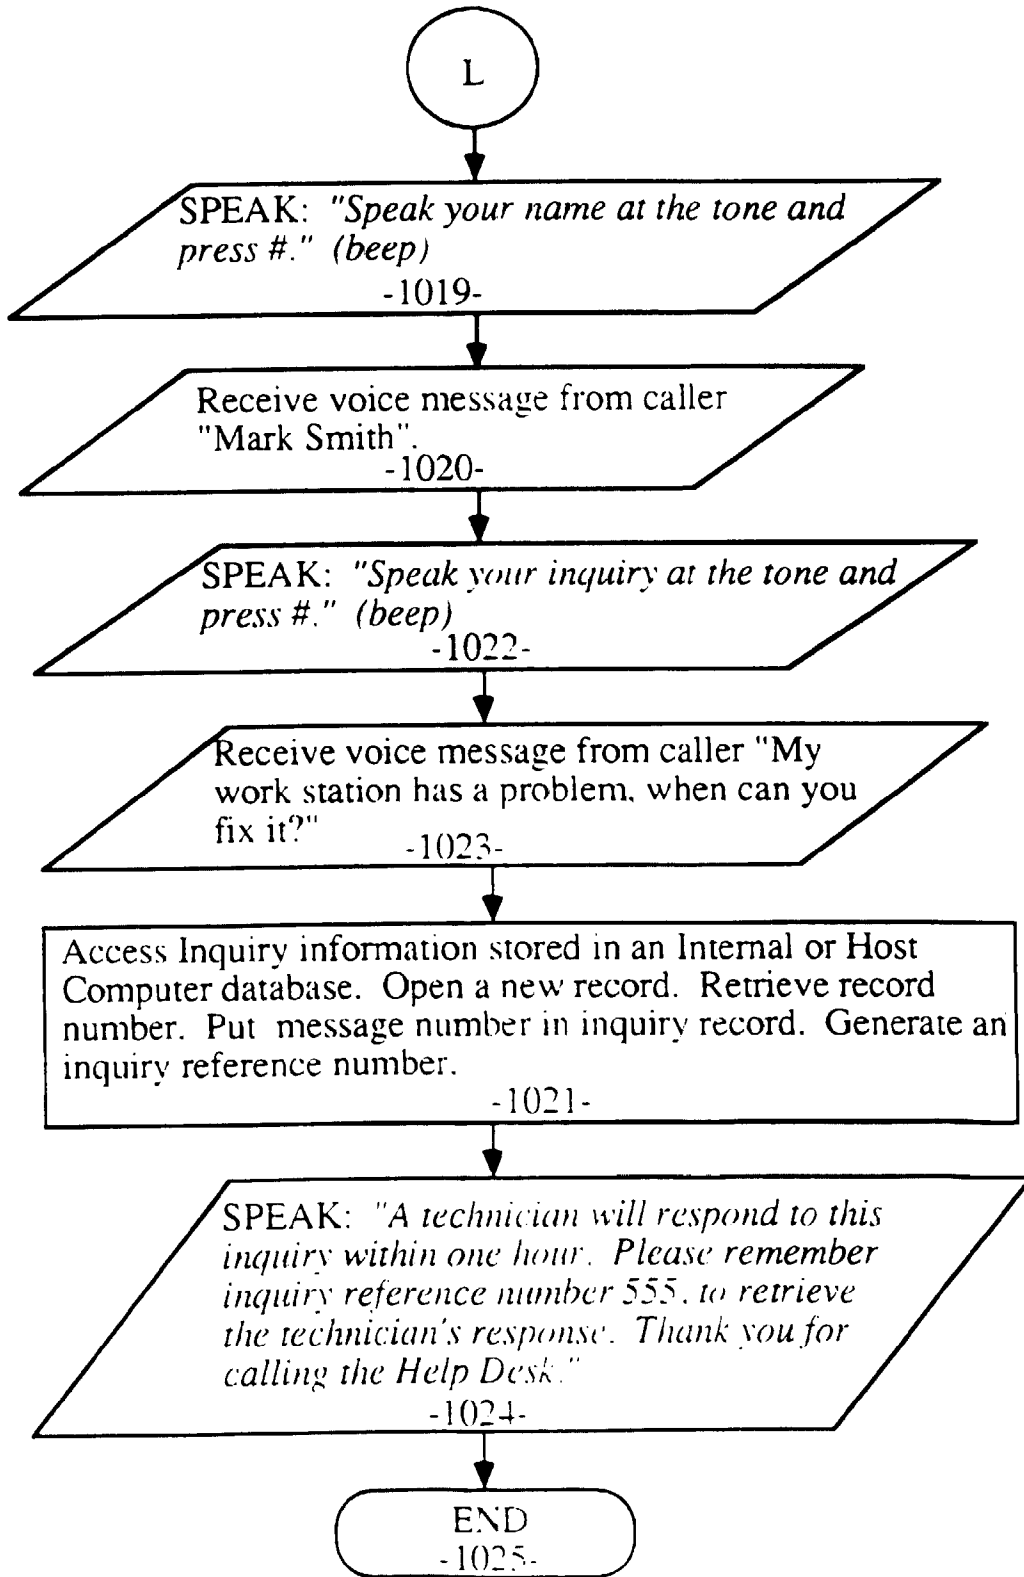 L
SPEAK: "Speak your name at the tone and
press #." (beep)
-1019-
Receive voice message from caller
"Mark Smith".
-1020-
SPEAK: "Speak your inquiry at the tone and
press #." (beep)
-1022-
Receive voice message from caller "My
work station has a problem, when can you
fix it?"
-1023-
Access Inquiry information stored in an Internal or Host
Computer database. Open a new record. Retrieve record
number. Put message number in inquiry record. Generate an
inquiry reference number.
-1021-
SPEAK: "A technician will respond to this
inquiry within one hour. Please remember
inquiry reference number 555, to retrieve
the technician's response. Thank you for
calling the Help Desk."
-1024-
END
-1025-